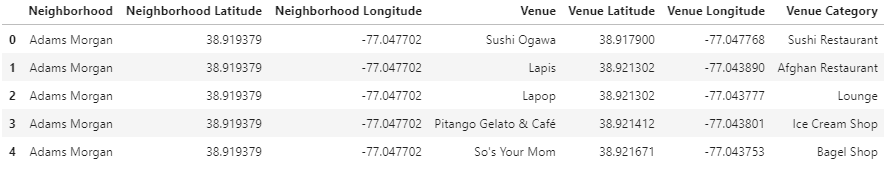 Neighborhood Neighborhood Latitude Neighborhood Longitude Venue Venue Latitude Venue Longitude Venue Category
0 Adams Morgan 38.919379 -77.047702 Sushi Ogawa 38.917900 -77.047768 Sushi Restaurant
1 Adams Morgan 38.919379 -77.047702 Lapis 38.921302 -77.043890 Afghan Restaurant
2 Adams Morgan 38.919379 -77.047702 Lapop 38.921302 -77.043777 Lounge
3 Adams Morgan 38.919379 -77.047702 Pitango Gelato & Café 38.921412 -77.043801 Ice Cream Shop
4 Adams Morgan 38.919379 -77.047702 So's Your Mom 38.921671 -77.043753 Bagel Shop